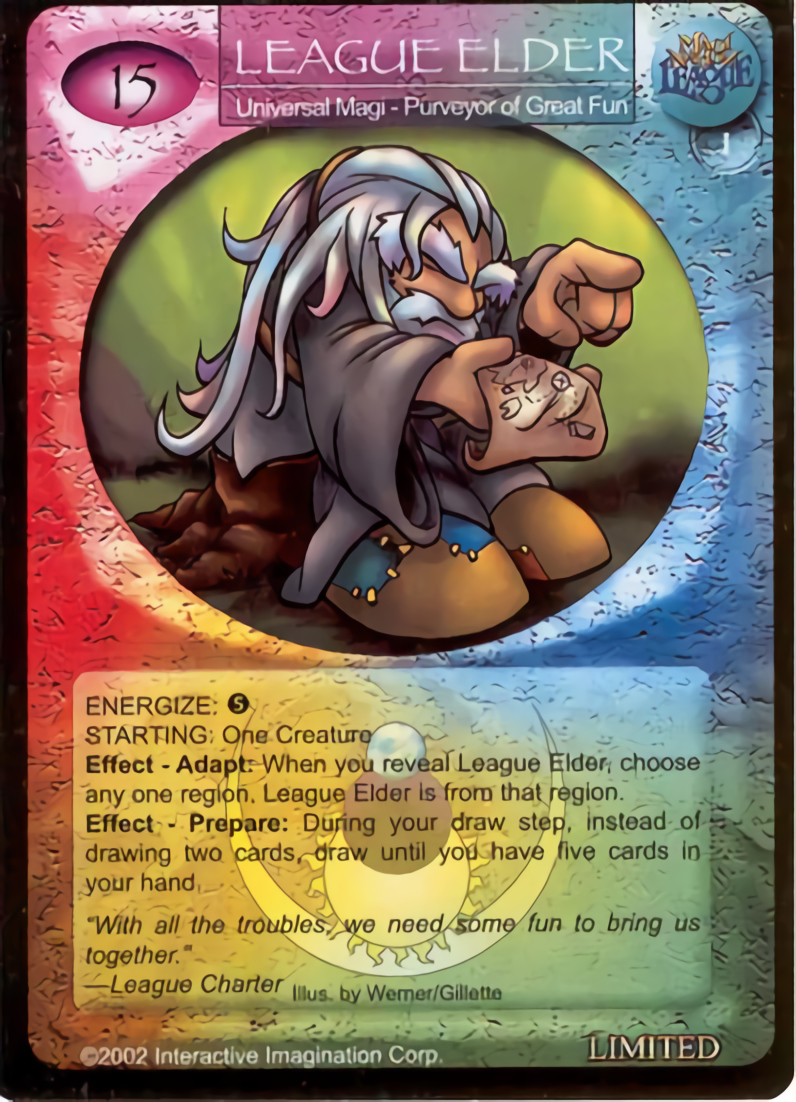 15
LEAGUE ELDER
Universal Magi - Purveyor of Great Fun
MAGI
LEAGUE
1
ENERGIZE: 5
STARTING: One Creature
Effect - Adapt: When you reveal League Elder, choose
any one region. League Elder is from that region.
Effect - Prepare: During your draw step, instead of
drawing two cards, draw until you have five cards in
your hand.
"With all the troubles, we need some fun to bring us
together."
—League Charter
Illus. by Werner/Gillette
©2002 Interactive Imagination Corp.
LIMITED